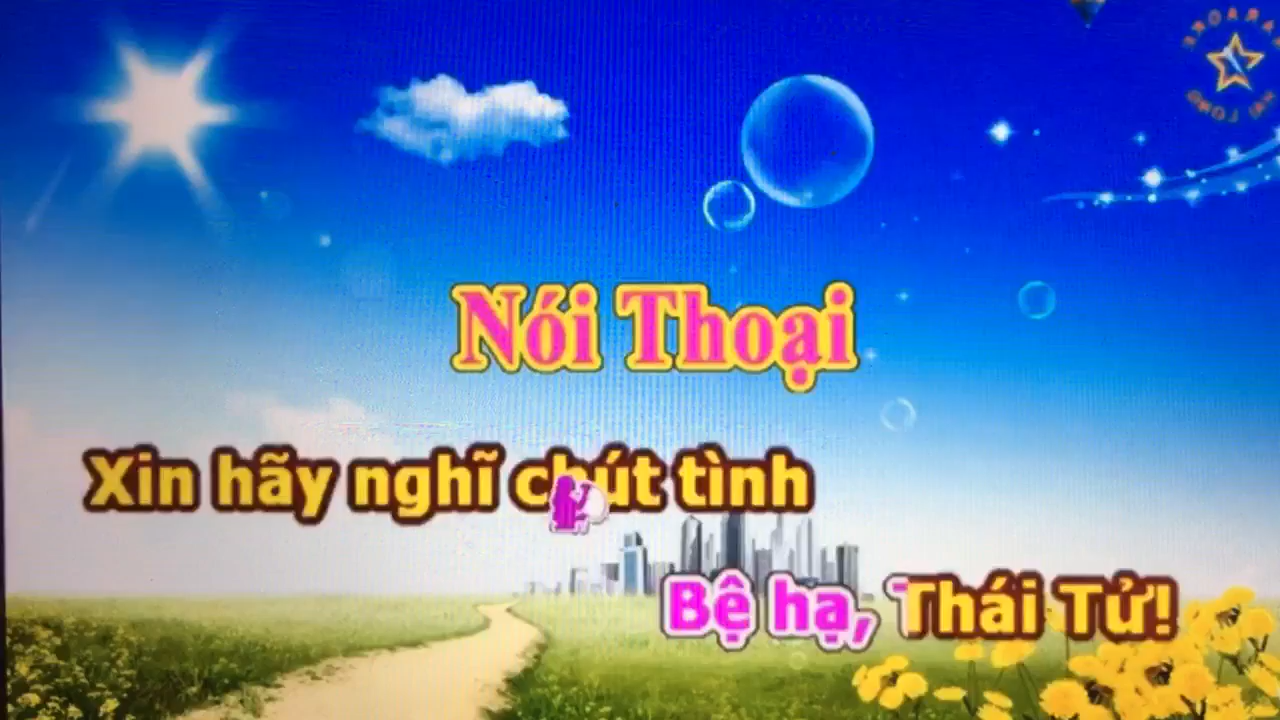 Nói Thoại
Xin hãy nghĩ chút tình
Bệ hạ, Thái Tử!